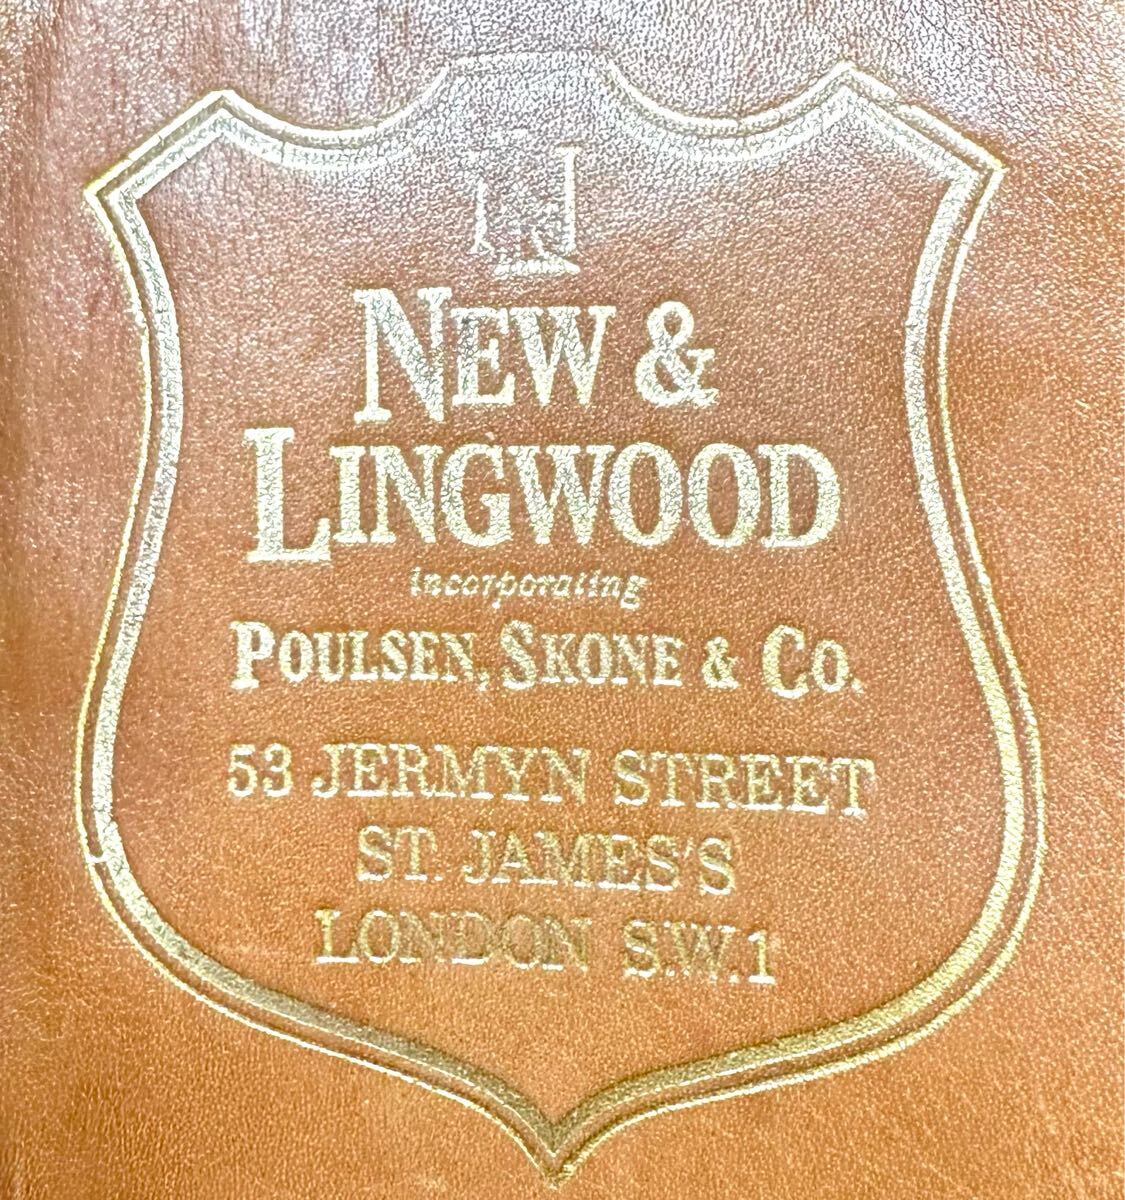 NEW &
LINGWOOD
incorporating
POULSEN, SKONE & CO.
53 JERMYN STREET
ST. JAMES'S
LONDON S.W.1